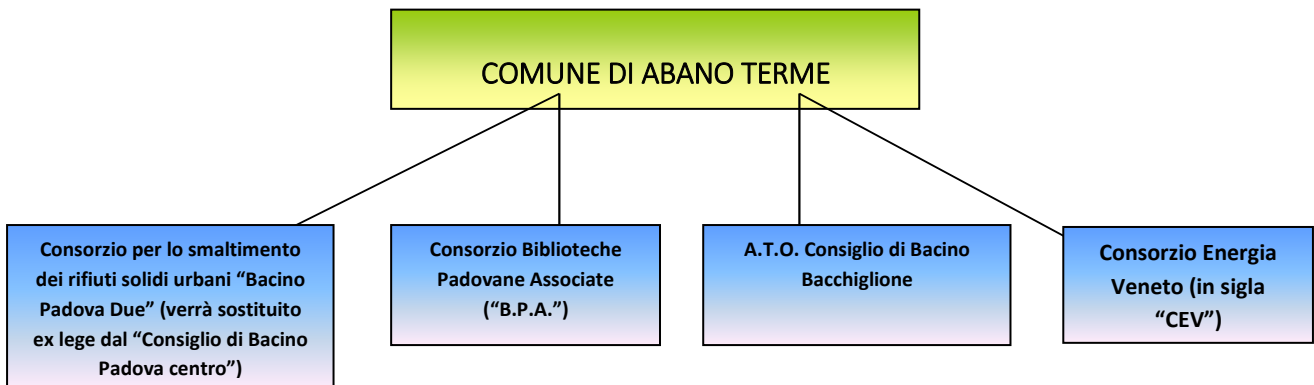 COMUNE DI ABANO TERME
Consorzio per lo smaltimento
dei rifiuti solidi urbani “Bacino
Padova Due” (verrà sostituito
ex lege dal “Consiglio di Bacino
Padova centro”)
Consorzio Biblioteche
Padovane Associate
(“B.P.A.”)
A.T.O. Consiglio di Bacino
Bacchiglione
Consorzio Energia
Veneto (in sigla
“CEV”)